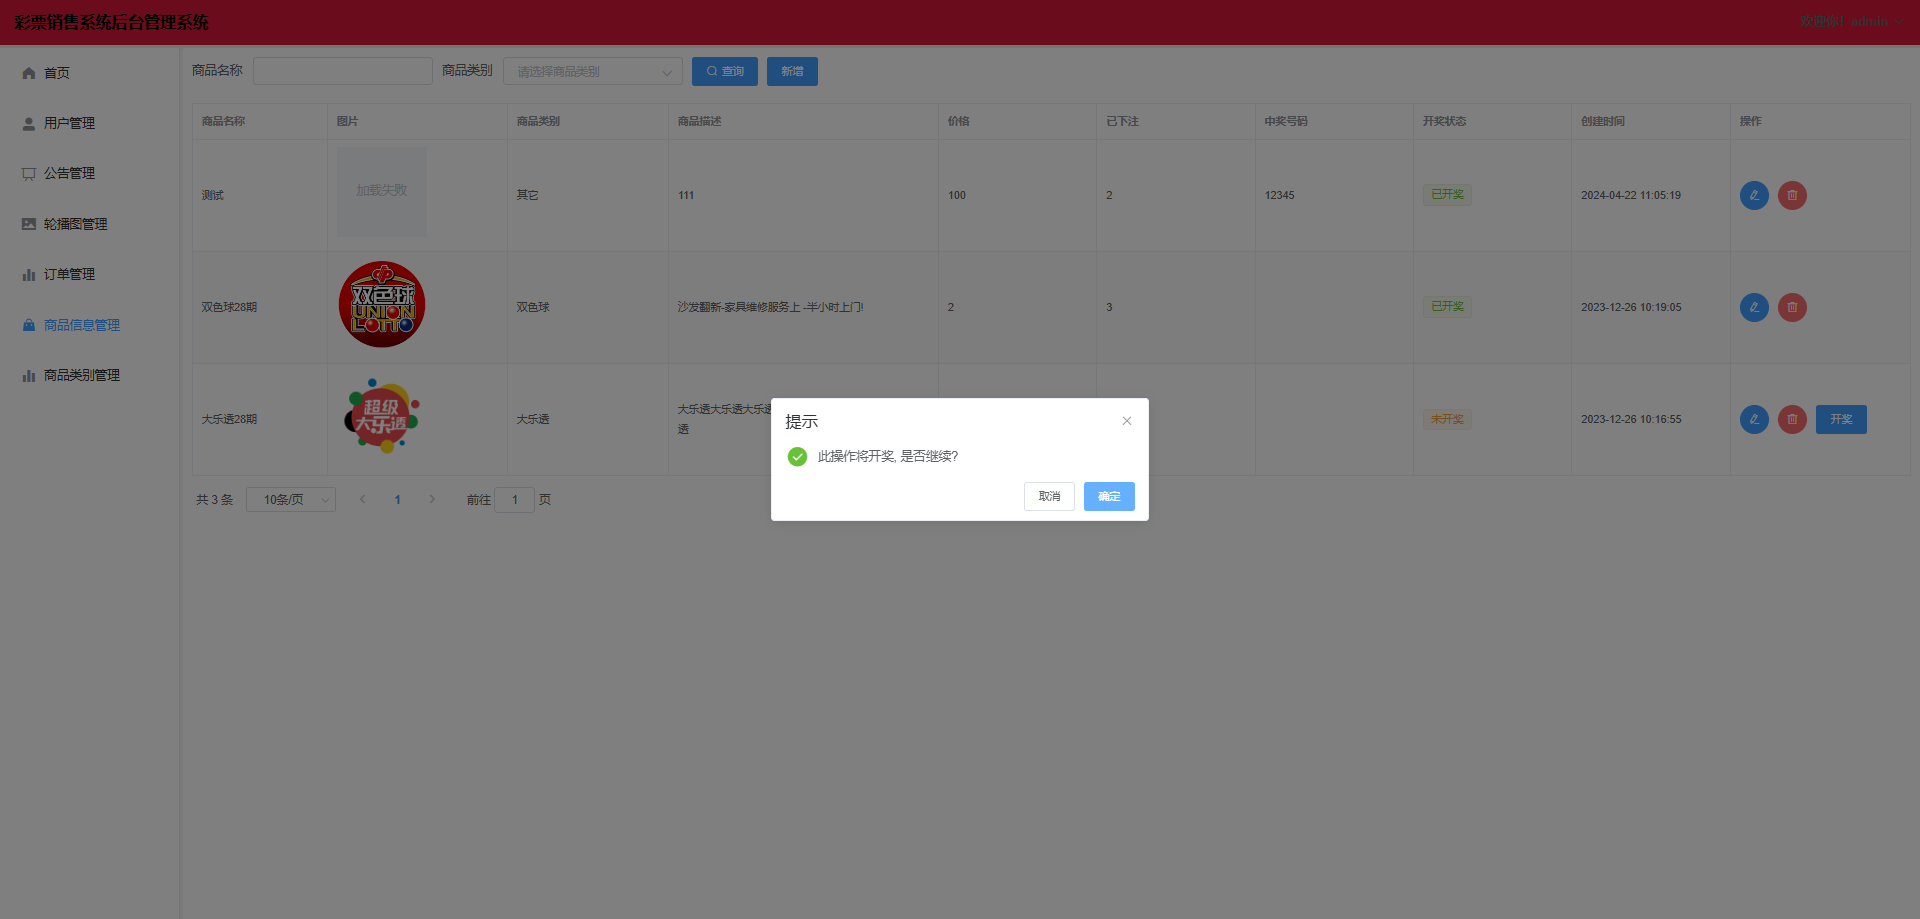 彩票销售系统后台管理系统
欢迎您! admin
首页
用户管理
公告管理
轮播图管理
订单管理
商品信息管理
商品类别管理
商品名称
商品类别 请选择商品类别
查询
新增
商品名称 图片 商品类别 商品描述 价格 已下注 中奖号码 开奖状态 创建时间 操作
测试 加载失败 其它 111 100 2 12345 已开奖 2024-04-22 11:05:19
双色球28期 双色球 UNION LOTTO 双色球 沙发翻新-家具维修服务上 -半小时上门! 2 3 已开奖 2023-12-26 10:19:05
大乐透28期 超级大乐透 大乐透 大乐透大乐透大乐
透 未开奖 2023-12-26 10:16:55 开奖
共 3 条 10条/页 1 前往 1 页
提示
此操作将开奖, 是否继续?
取消 确定